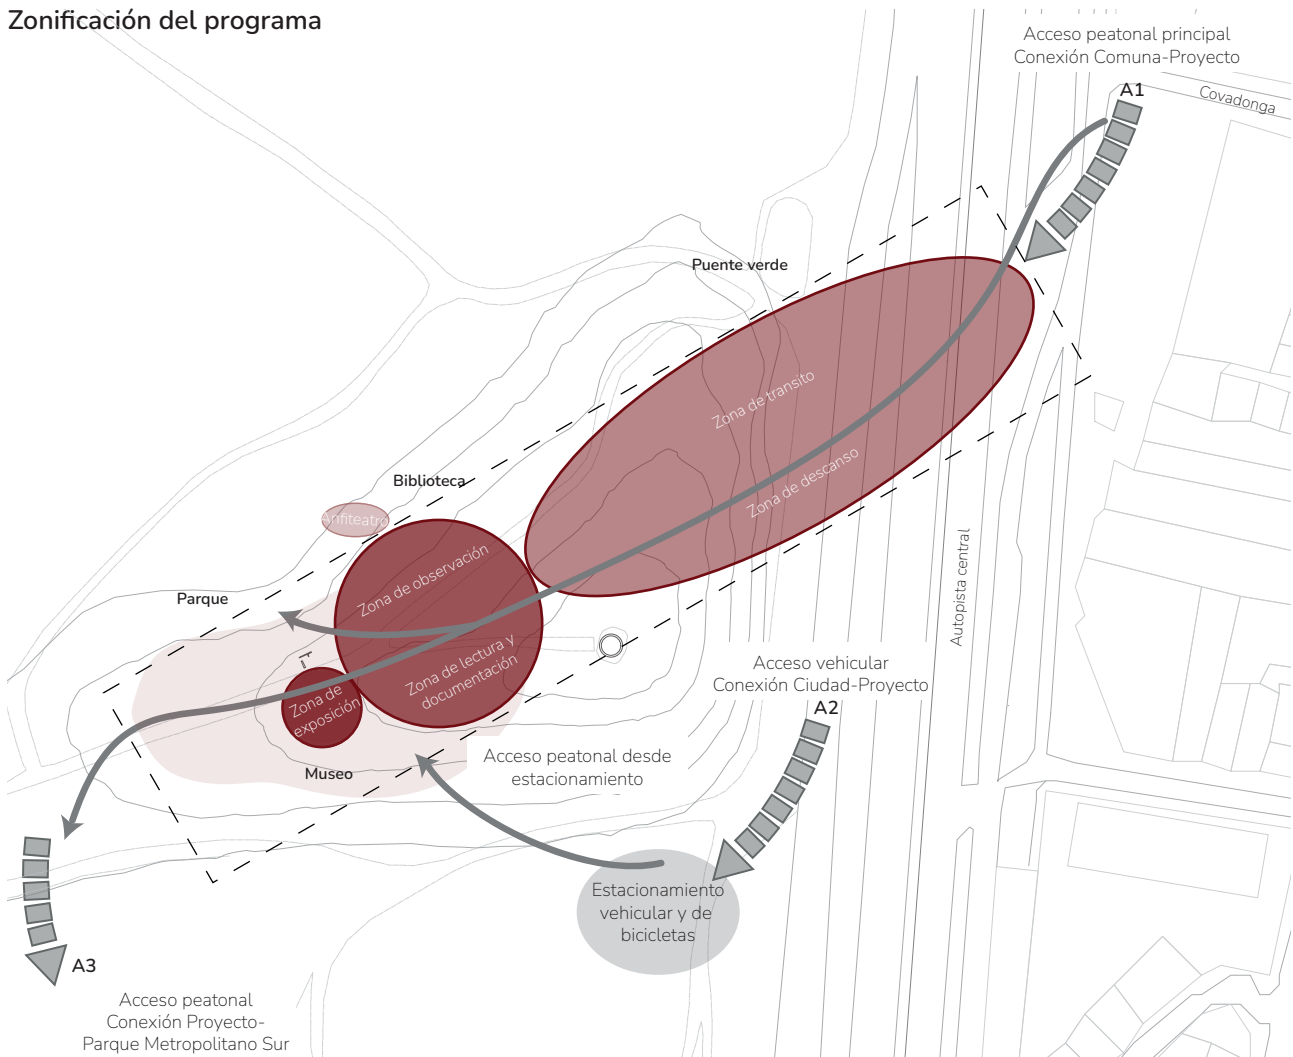 Zonificación del programa
Acceso peatonal principal
Conexión Comuna-Proyecto
A1
Covadonga
Puente verde
Zona de transito
Zona de descanso
Biblioteca
Anfiteatro
Zona de observación
Autopista central
Parque
Zona de lectura y
documentación
Acceso vehicular
Conexión Ciudad-Proyecto
A2
Zona de
exposición
Museo
Acceso peatonal desde
estacionamiento
Estacionamiento
vehicular y de
bicicletas
A3
Acceso peatonal
Conexión Proyecto-
Parque Metropolitano Sur